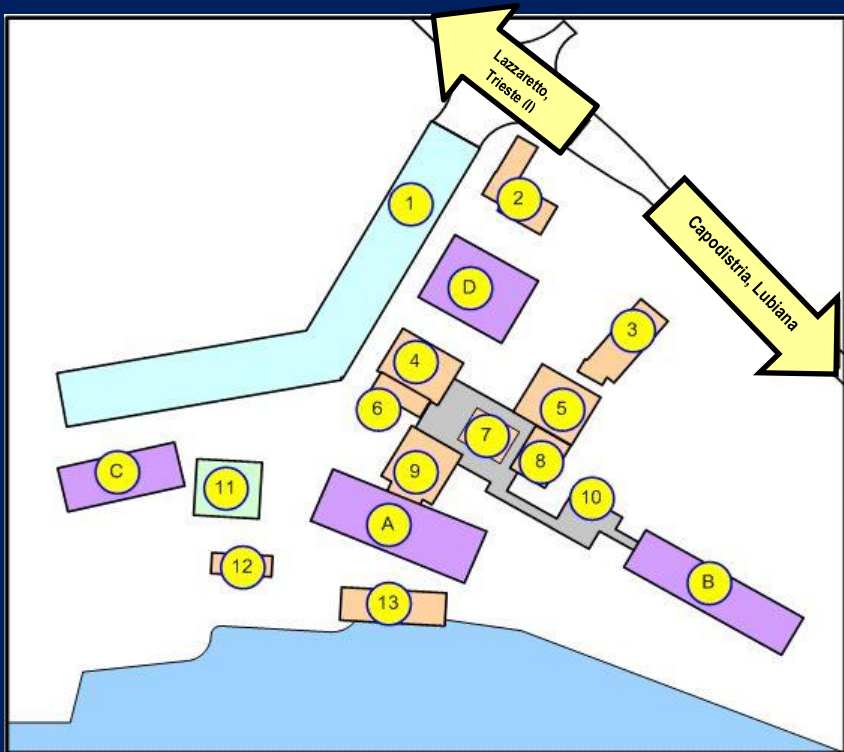 Lazzaretto,
Trieste (I)
Capodistria, Lubiana
1
2
D
3
4
5
6
7
8
9
10
C
11
A
12
B
13